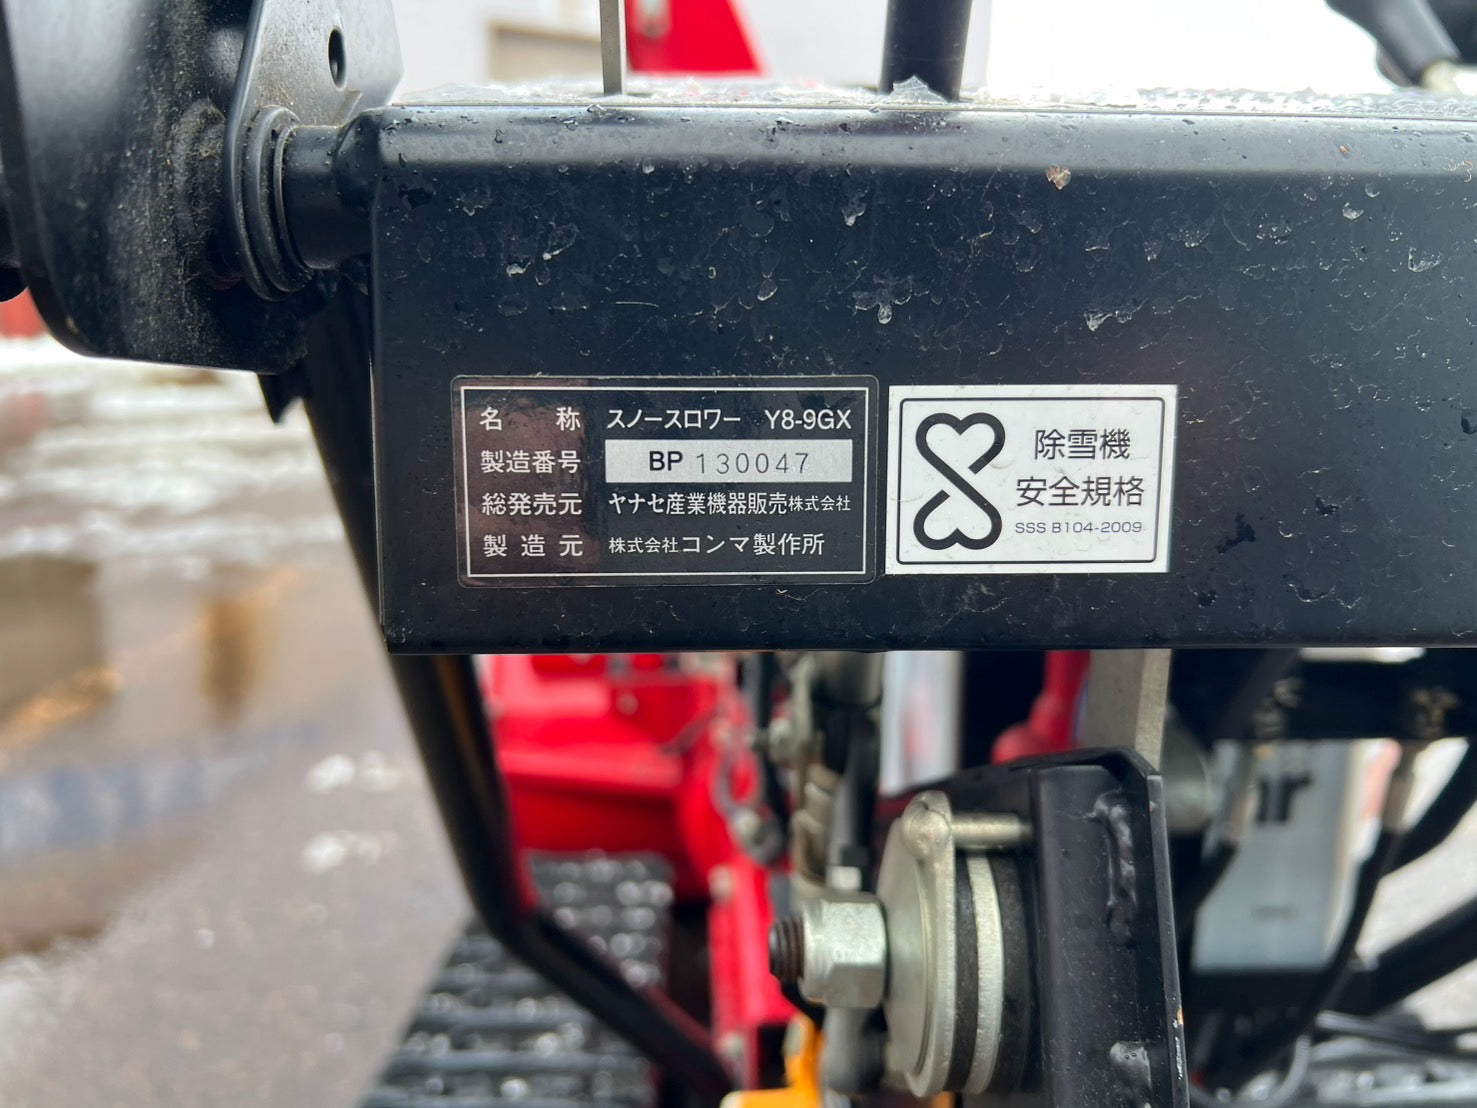 名 称 スノースロワー Y8-9GX
製造番号 BP 130047
総発売元 ヤナセ産業機器販売株式会社
製造元 株式会社コンマ製作所
除雪機
安全規格
SSS B104-2009